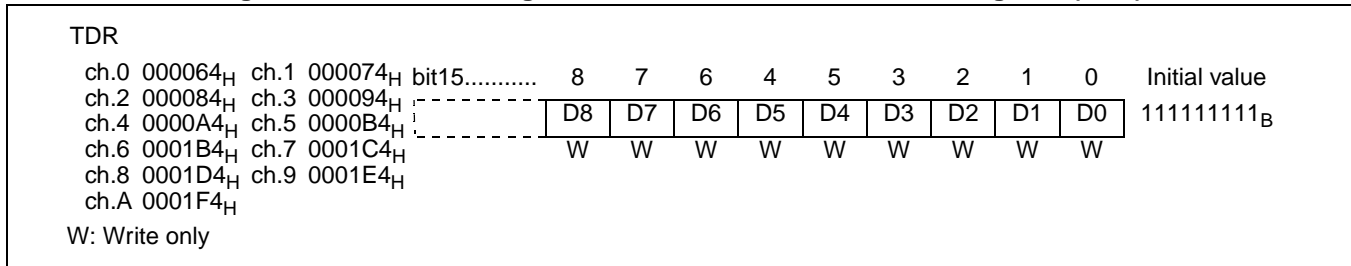 TDR
ch.0 000064H ch.1 000074H bit15........... 8 7 6 4 5 3 2 1 0 Initial value
ch.2 000084H ch.3 000094H
D8 D7 D6 D5 D4 D3 D2 D1 D0 111111111B
ch.4 0000A4H ch.5 0000B4H
ch.6 0001B4H ch.7 0001C4H W W W W W W W W W
ch.8 0001D4H ch.9 0001E4H
ch.A 0001F4H
W: Write only